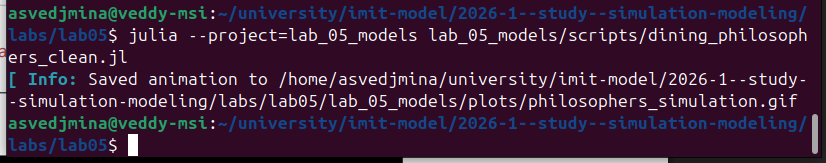 asvedjmina@veddy-msi:~/university/imit-model/2026-1--study--simulation-modeling/
labs/lab05$ julia --project=lab_05_models lab_05_models/scripts/dining_philosoph
ers_clean.jl
[ Info: Saved animation to /home/asvedjmina/university/imit-model/2026-1--study-
-simulation-modeling/labs/lab05/lab_05_models/plots/philosophers_simulation.gif
asvedjmina@veddy-msi:~/university/imit-model/2026-1--study--simulation-modeling/
labs/lab05$